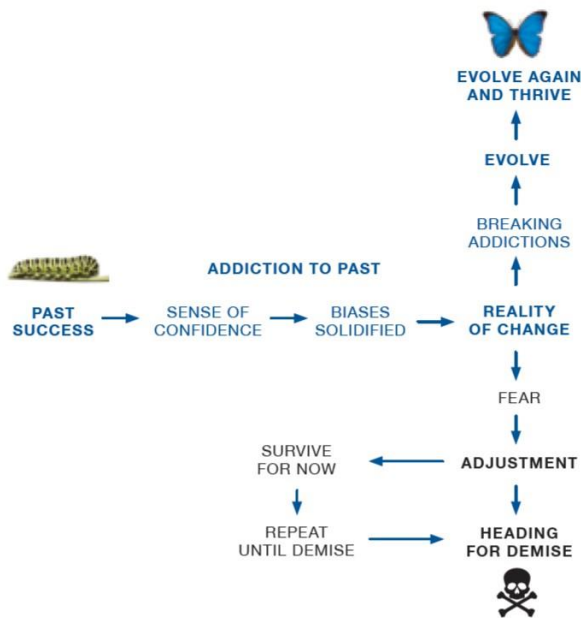 EVOLVE AGAIN
AND THRIVE
EVOLVE
BREAKING
ADDICTIONS
ADDICTION TO PAST
PAST
SUCCESS
SENSE OF
CONFIDENCE
BIASES
SOLIDIFIED
REALITY
OF CHANGE
FEAR
SURVIVE
FOR NOW
ADJUSTMENT
REPEAT
UNTIL DEMISE
HEADING
FOR DEMISE